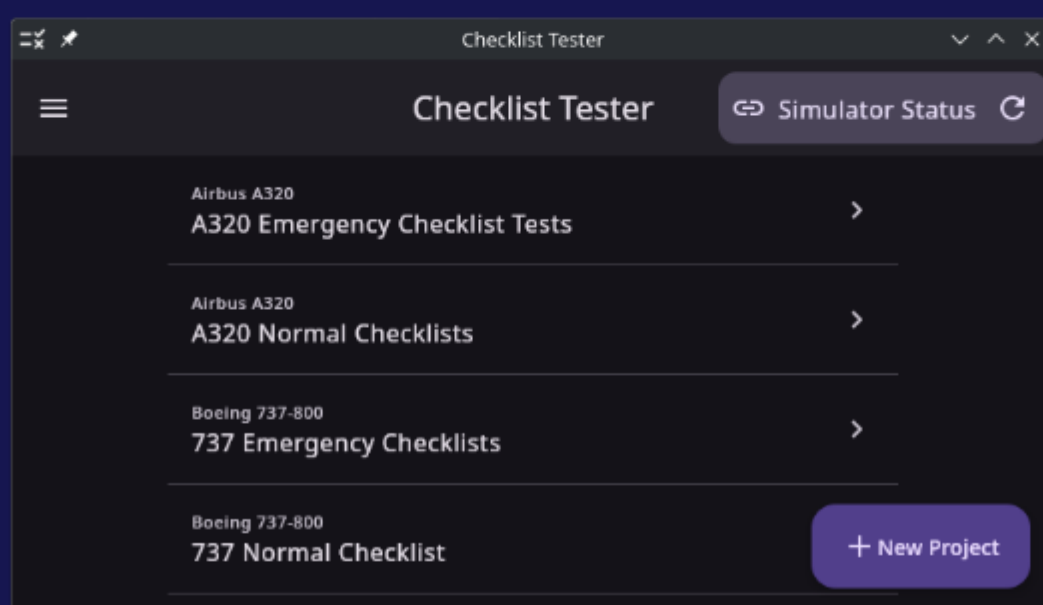 Checklist Tester
Checklist Tester
Simulator Status
Airbus A320
A320 Emergency Checklist Tests
Airbus A320
A320 Normal Checklists
Boeing 737-800
737 Emergency Checklists
Boeing 737-800
737 Normal Checklist
+ New Project